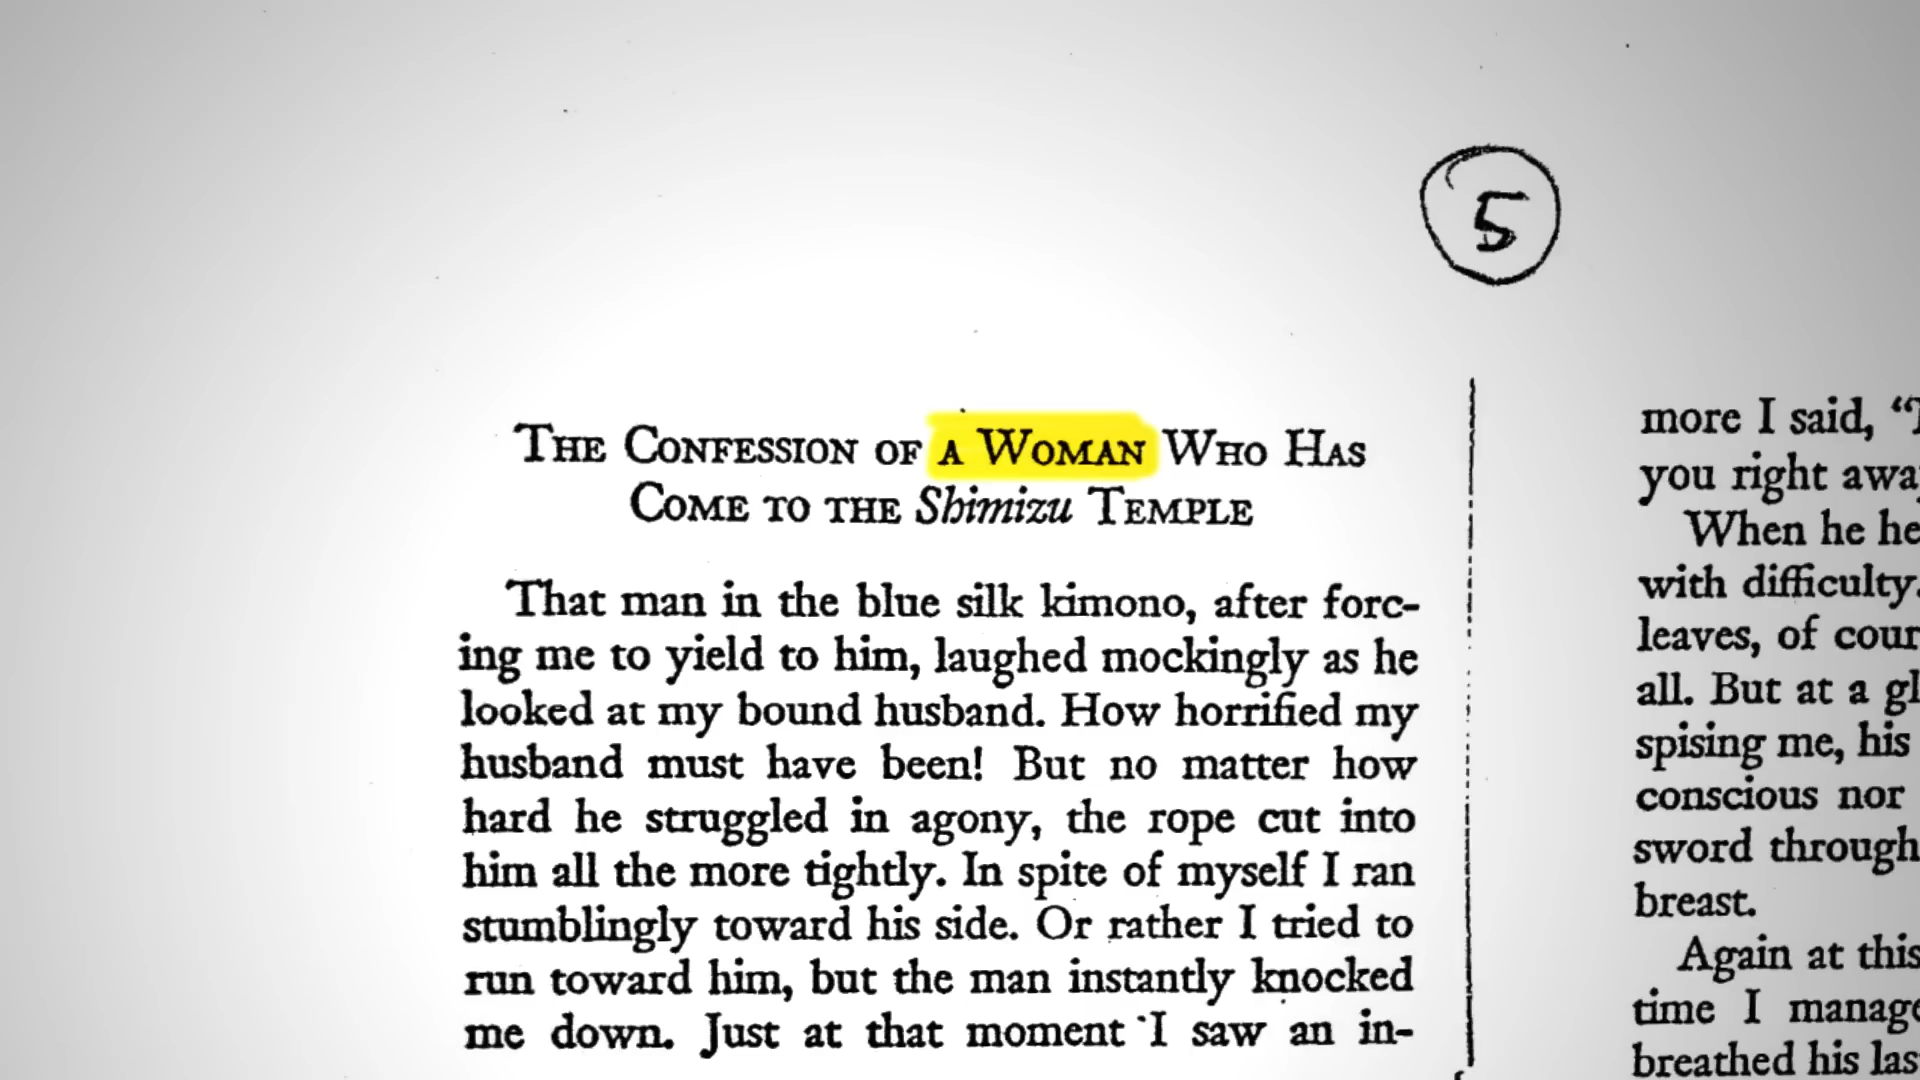 5
The Confession of a Woman Who Has
Come to the Shimizu Temple
That man in the blue silk kimono, after forc-
ing me to yield to him, laughed mockingly as he
looked at my bound husband. How horrified my
husband must have been! But no matter how
hard he struggled in agony, the rope cut into
him all the more tightly. In spite of myself I ran
stumblingly toward his side. Or rather I tried to
run toward him, but the man instantly knocked
me down. Just at that moment I saw an in-
more I said,
you right
When he
with difficulty.
leaves, of
all. But at a
spising me, his
conscious nor
sword through
breast.
Again at this
time I
breathed his